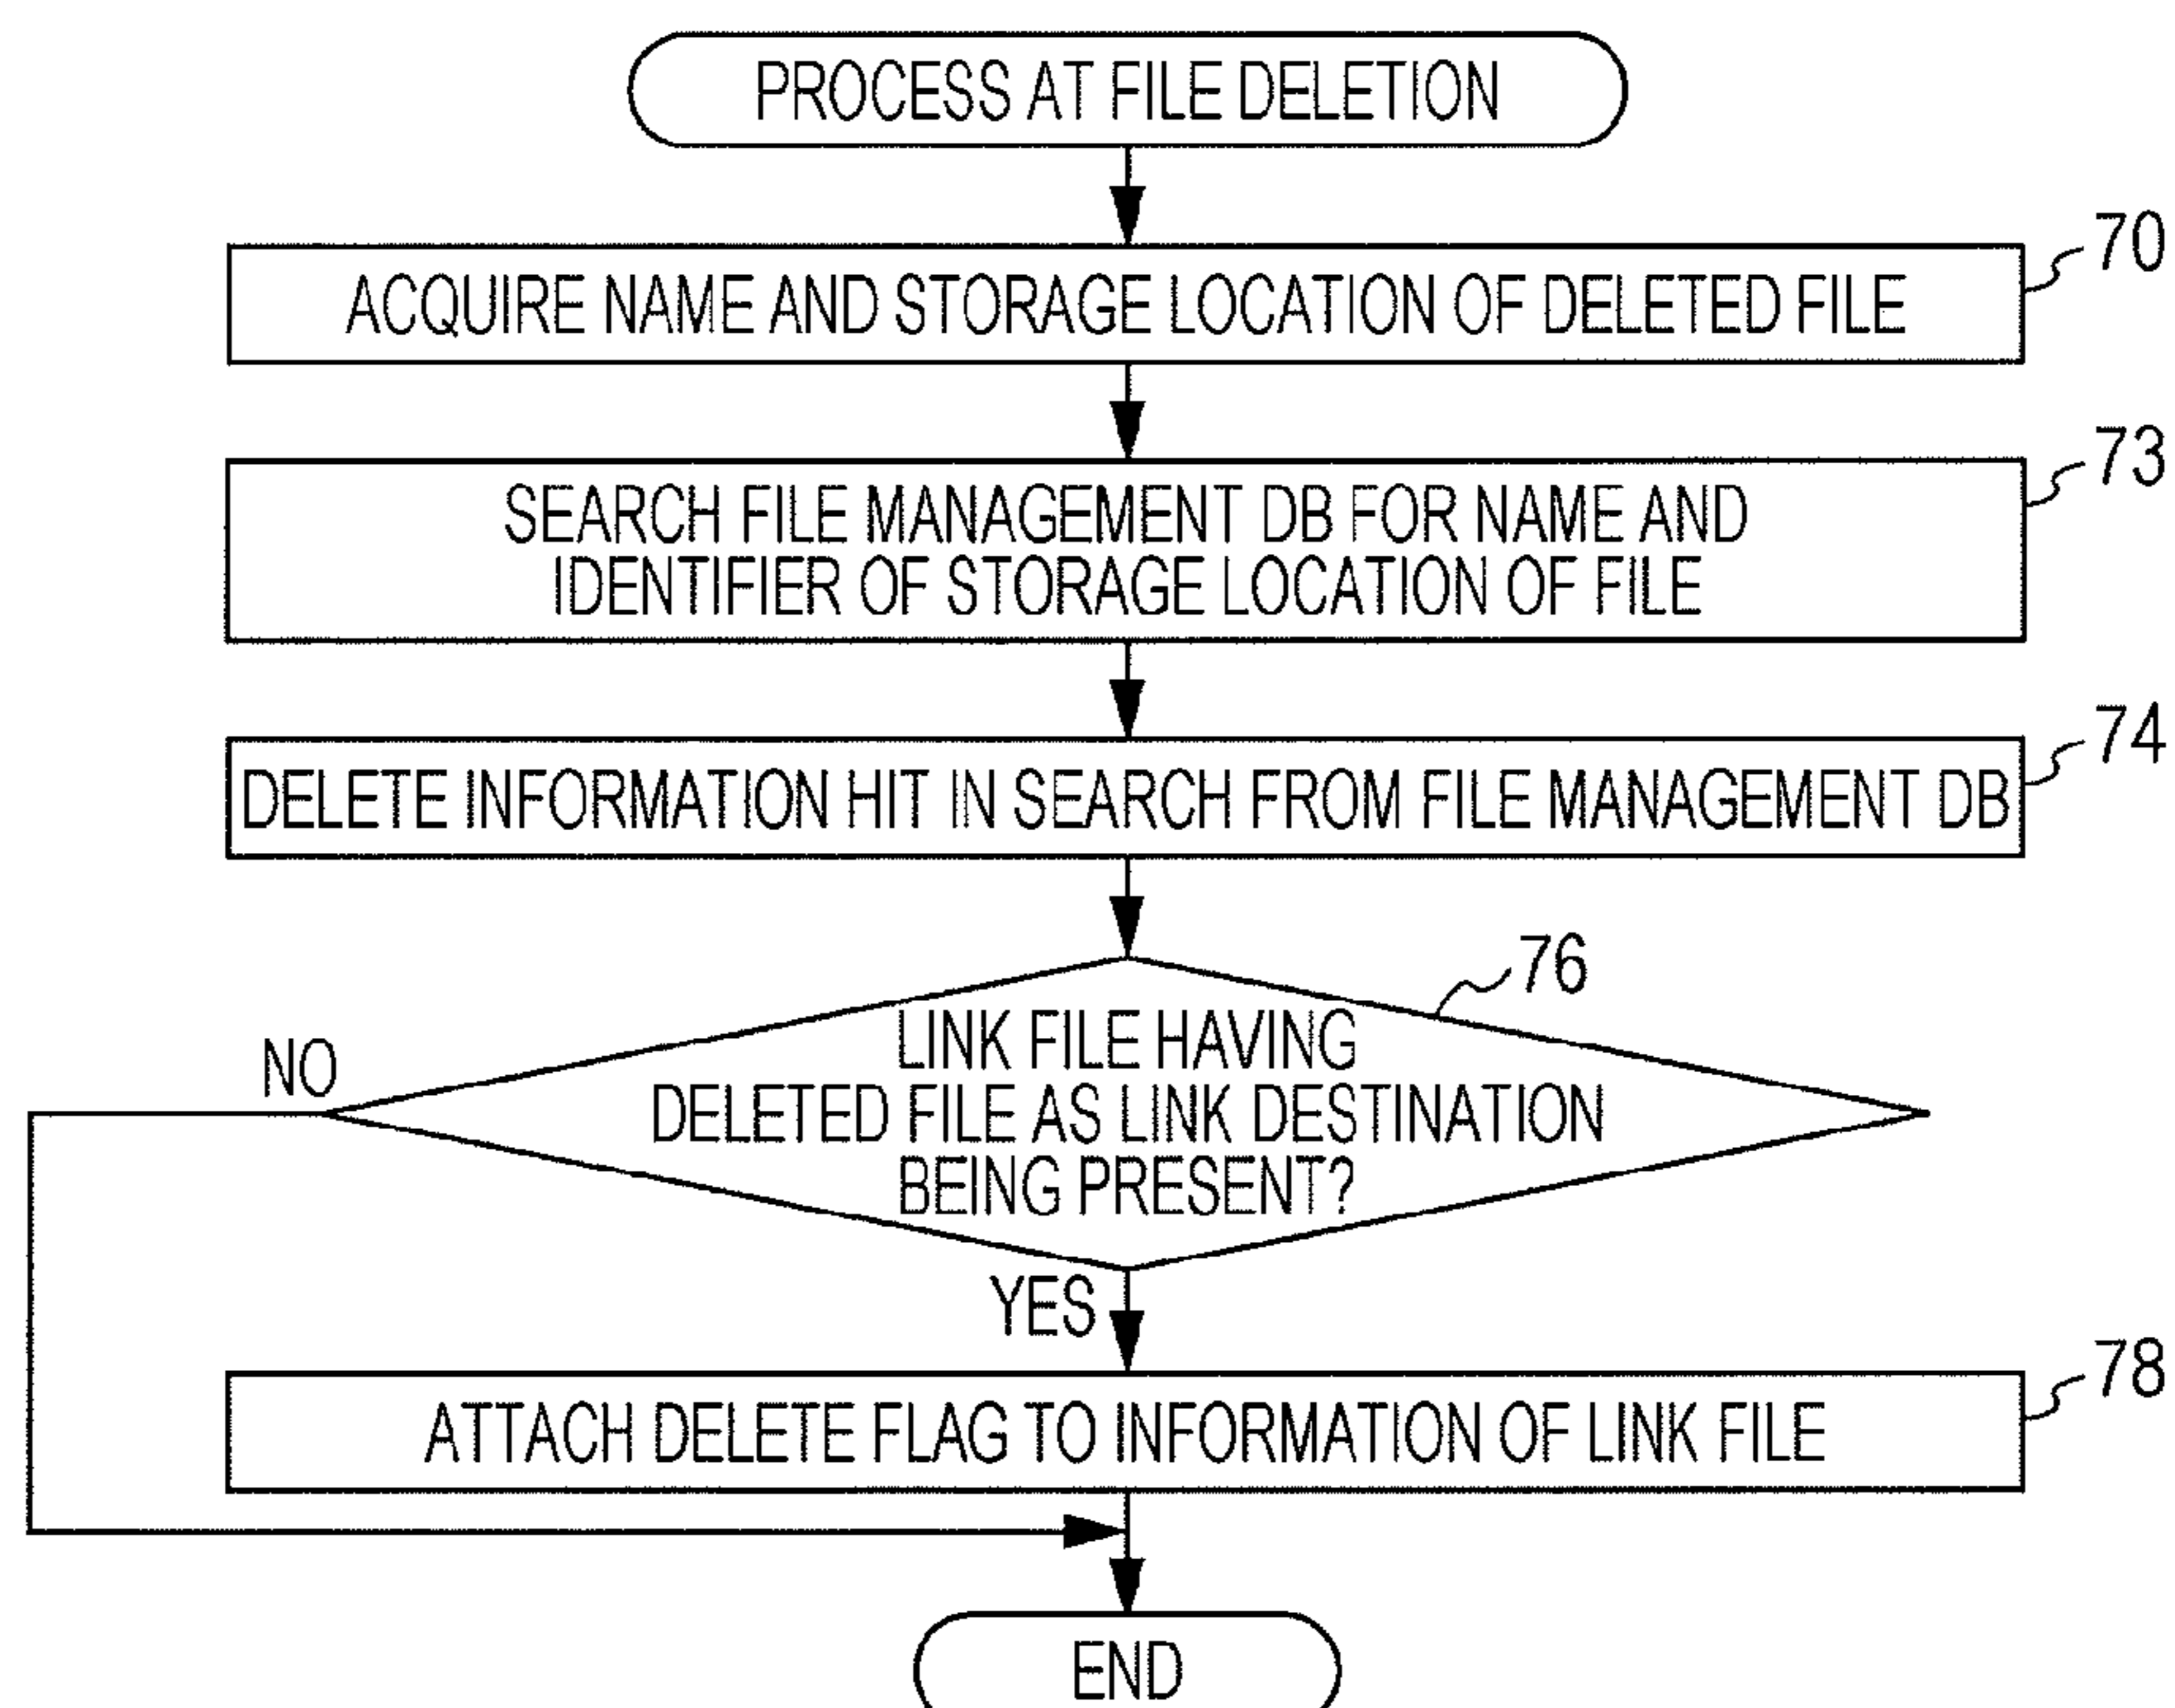 PROCESS AT FILE DELETION
70
ACQUIRE NAME AND STORAGE LOCATION OF DELETED FILE
73
SEARCH FILE MANAGEMENT DB FOR NAME AND
IDENTIFIER OF STORAGE LOCATION OF FILE
74
DELETE INFORMATION HIT IN SEARCH FROM FILE MANAGEMENT DB
76
LINK FILE HAVING
NO
DELETED FILE AS LINK DESTINATION
BEING PRESENT?
YES
78
ATTACH DELETE FLAG TO INFORMATION OF LINK FILE
END